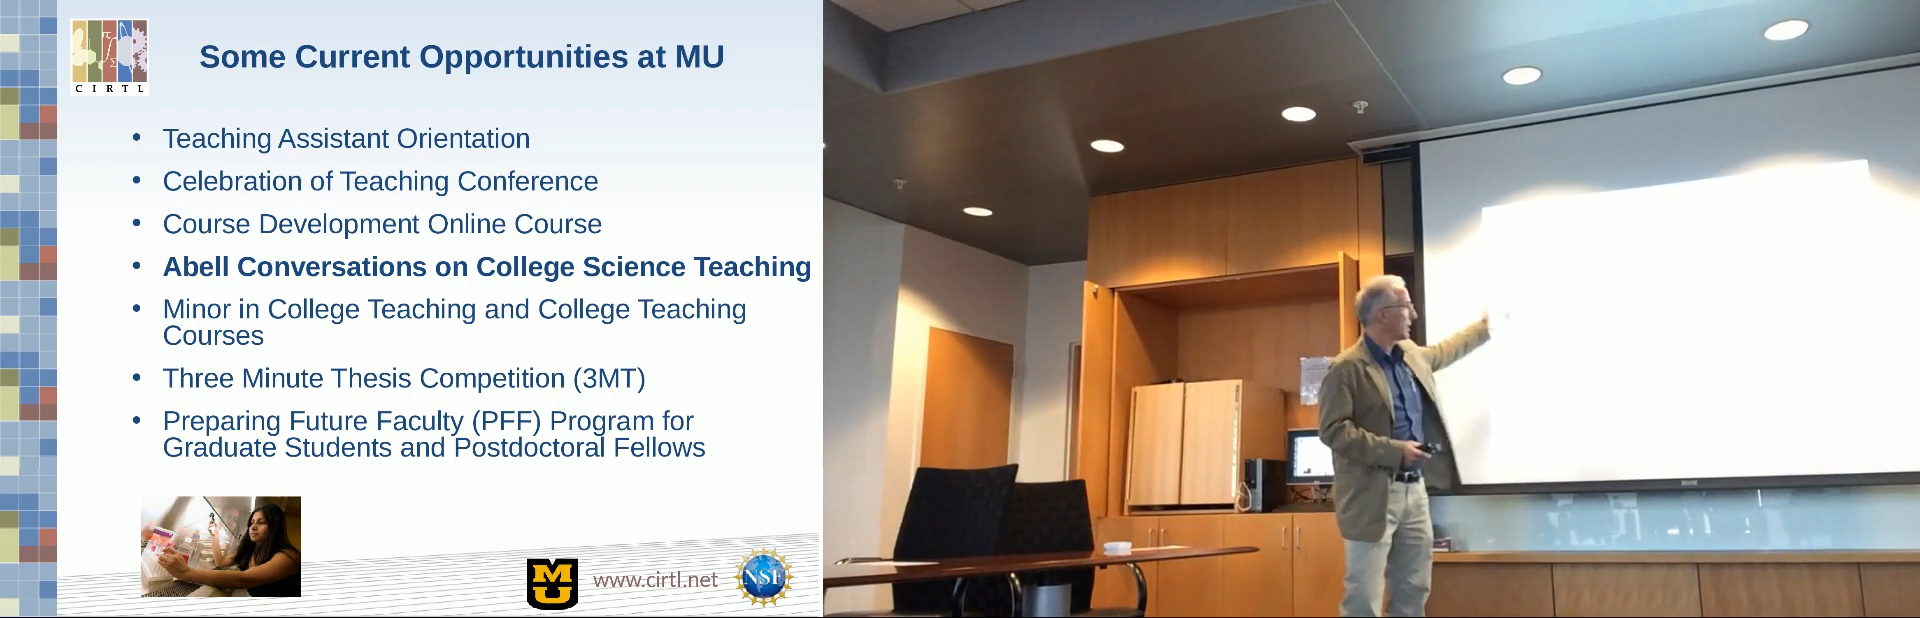 CIRTL
Some Current Opportunities at MU
• Teaching Assistant Orientation
• Celebration of Teaching Conference
• Course Development Online Course
• Abell Conversations on College Science Teaching
• Minor in College Teaching and College Teaching
Courses
• Three Minute Thesis Competition (3MT)
• Preparing Future Faculty (PFF) Program for
Graduate Students and Postdoctoral Fellows
MU
www.cirtl.net
NSF